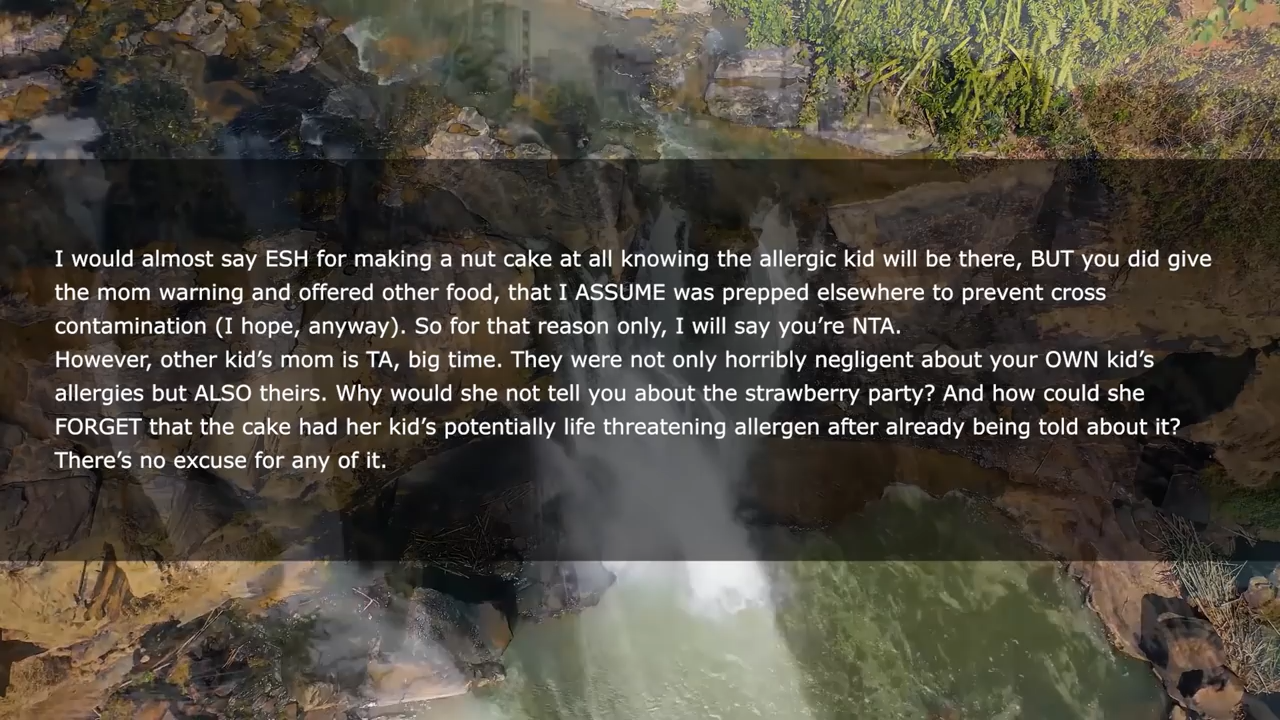 I would almost say ESH for making a nut cake at all knowing the allergic kid will be there, BUT you did give
the mom warning and offered other food, that I ASSUME was prepped elsewhere to prevent cross
contamination (I hope, anyway). So for that reason only, I will say you’re NTA.
However, other kid’s mom is TA, big time. They were not only horribly negligent about your OWN kid’s
allergies but ALSO theirs. Why would she not tell you about the strawberry party? And how could she
FORGET that the cake had her kid’s potentially life threatening allergen after already being told about it?
There’s no excuse for any of it.